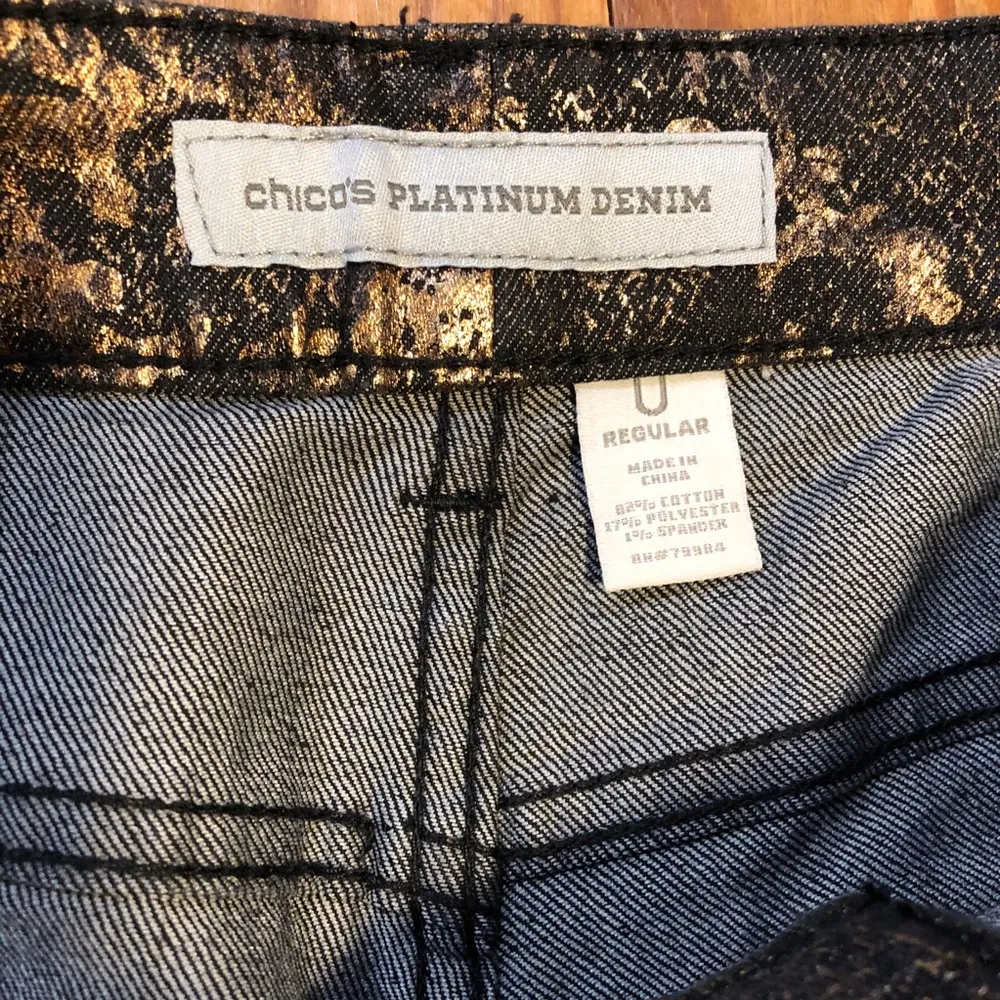 chico's PLATINUM DENIM
REGULAR
MADE IN
CHINA
82% COTTON
17% POLYESTER
1% SPANDEX
RN#79984